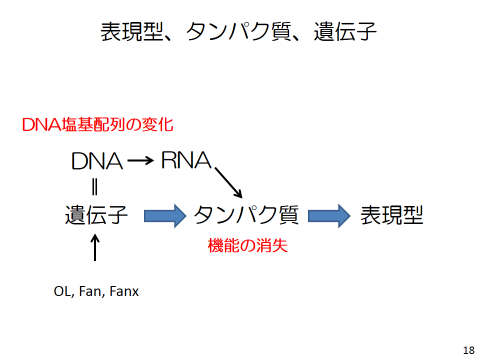 表現型、タンパク質、遺伝子
DNA塩基配列の変化
DNA → RNA
||
遺伝子 タンパク質 表現型
機能の消失
OL, Fan, Fanx
18